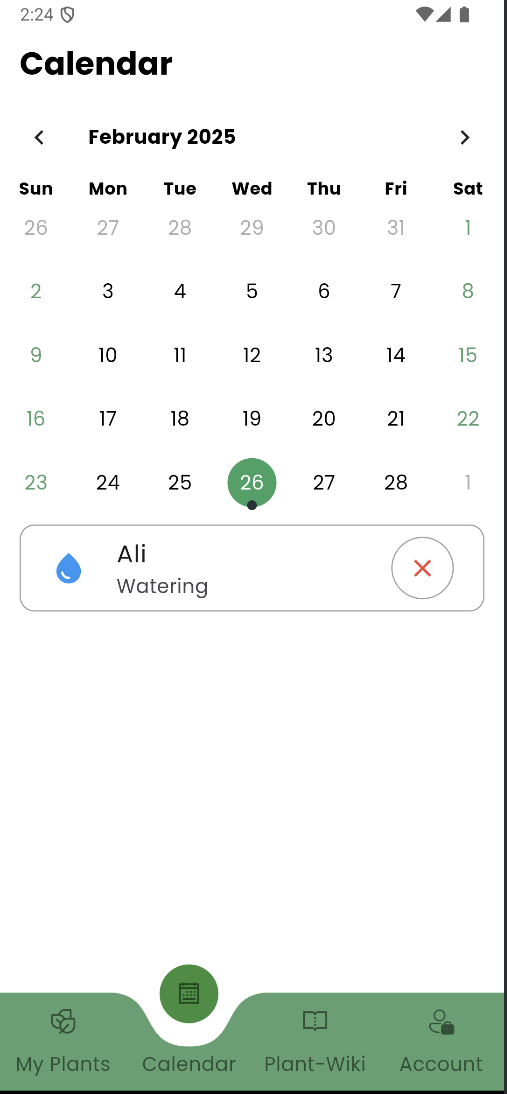 2:24
Calendar
February 2025
Sun Mon Tue Wed Thu Fri Sat
26 27 28 29 30 31 1
2 3 4 5 6 7 8
9 10 11 12 13 14 15
16 17 18 19 20 21 22
23 24 25 26 27 28 1
Ali
Watering
My Plants Calendar Plant-Wiki Account